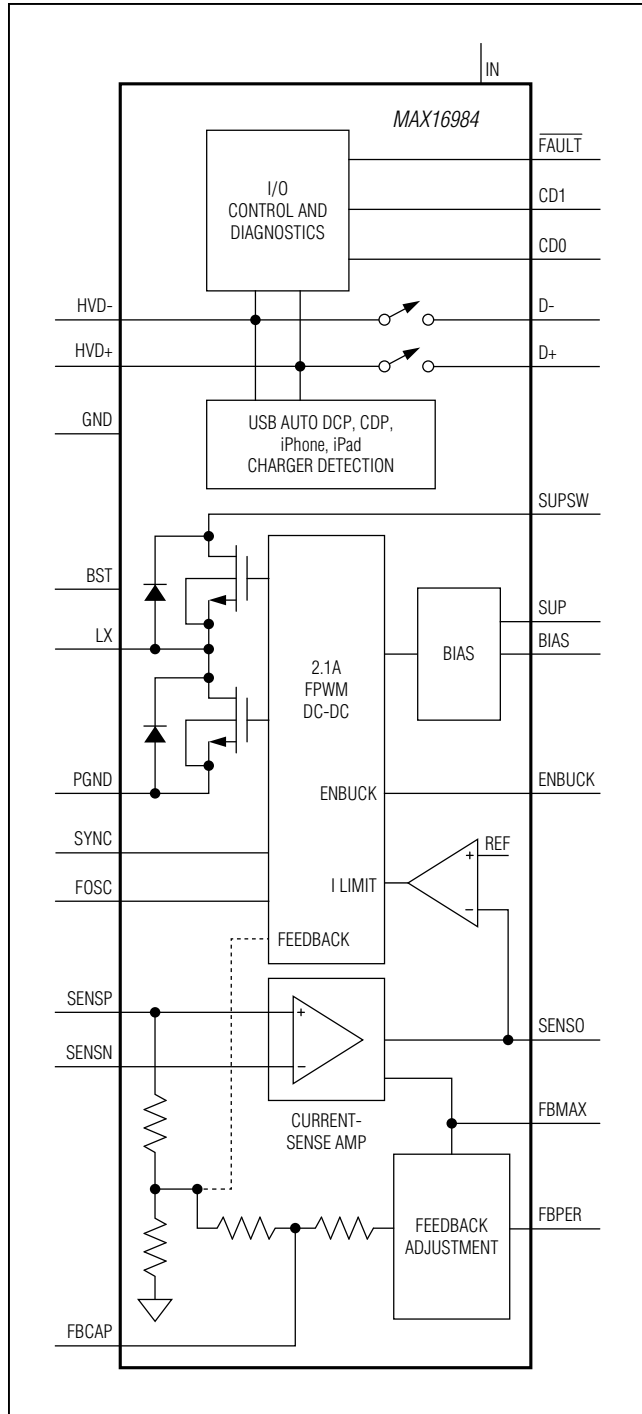 IN
MAX16984
FAULT
I/O
CONTROL AND
DIAGNOSTICS
CD1
CD0
HVD-
D-
HVD+
D+
GND
USB AUTO DCP, CDP,
iPhone, iPad
CHARGER DETECTION
SUPSW
BST
SUP
LX
BIAS
BIAS
2.1A
FPWM
DC-DC
PGND
ENBUCK
ENBUCK
SYNC
REF
+
I LIMIT
FOSC
-
FEEDBACK
SENSP
+
SENSO
SENSN
-
CURRENT-
SENSE AMP
FBMAX
FEEDBACK
ADJUSTMENT
FBPER
FBCAP